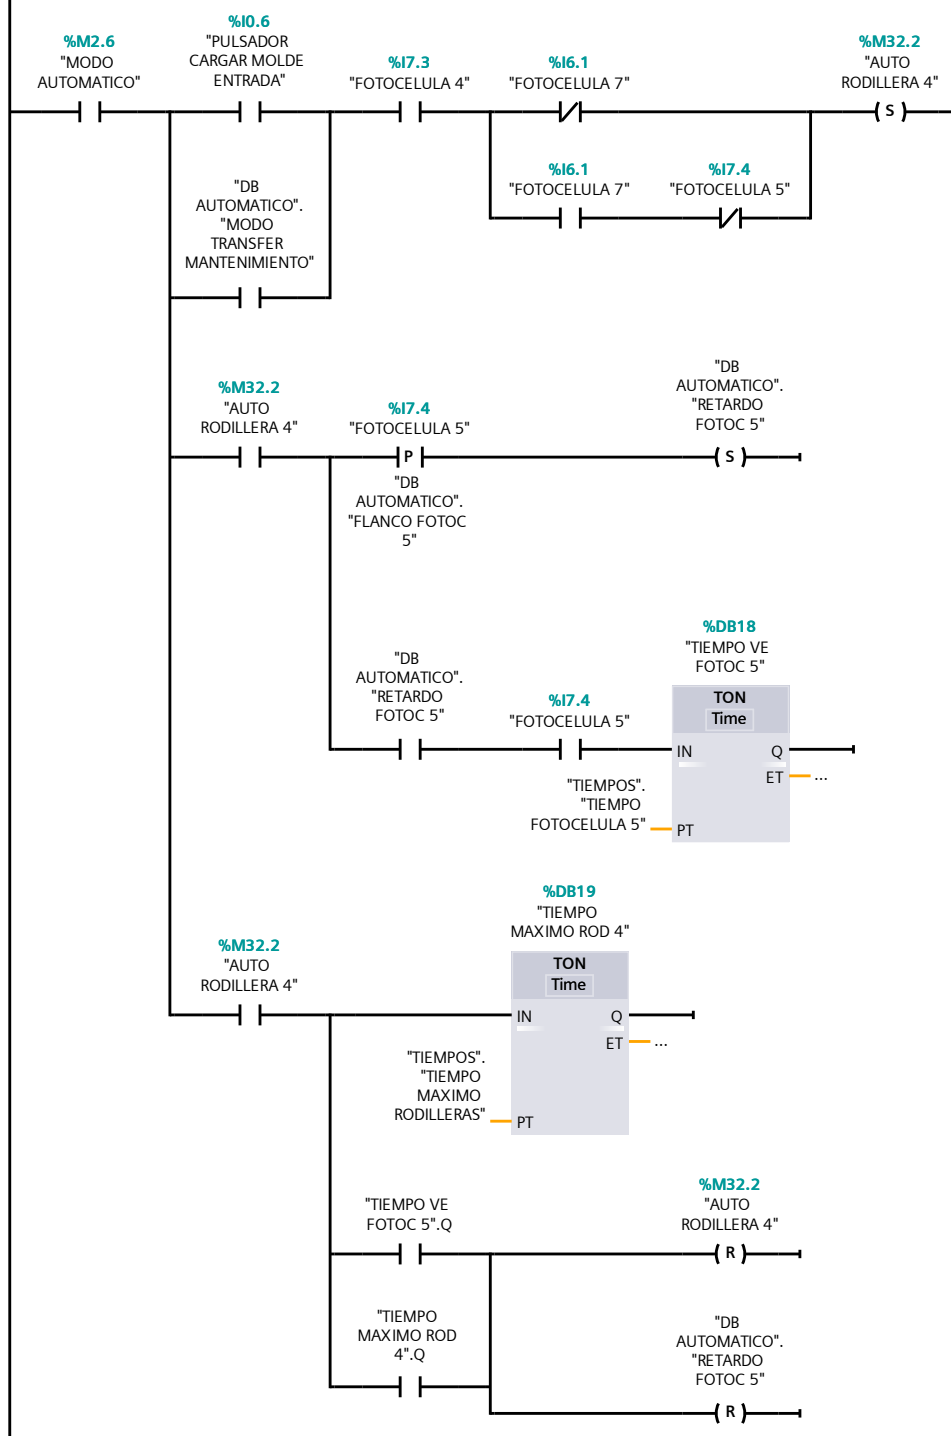 %M2.6
"MODO
AUTOMATICO"
%I0.6
"PULSADOR
CARGAR MOLDE
ENTRADA"
%I7.3
"FOTOCELULA 4"
%I6.1
"FOTOCELULA 7"
%M32.2
"AUTO
RODILLERA 4"
S
"DB
AUTOMATICO".
"MODO
TRANSFER
MANTENIMIENTO"
%I6.1
"FOTOCELULA 7"
%I7.4
"FOTOCELULA 5"
%M32.2
"AUTO
RODILLERA 4"
%I7.4
"FOTOCELULA 5"
P
"DB
AUTOMATICO".
"FLANCO FOTOC
5"
"DB
AUTOMATICO".
"RETARDO
FOTOC 5"
S
"DB
AUTOMATICO".
"RETARDO
FOTOC 5"
%I7.4
"FOTOCELULA 5"
%DB18
"TIEMPO VE
FOTOC 5"
TON
Time
IN
Q
ET
...
"TIEMPOS".
"TIEMPO
FOTOCELULA 5"
PT
%M32.2
"AUTO
RODILLERA 4"
%DB19
"TIEMPO
MAXIMO ROD 4"
TON
Time
IN
Q
ET
...
"TIEMPOS".
"TIEMPO
MAXIMO
RODILLERAS"
PT
"TIEMPO VE
FOTOC 5".Q
%M32.2
"AUTO
RODILLERA 4"
R
"TIEMPO
MAXIMO ROD
4".Q
"DB
AUTOMATICO".
"RETARDO
FOTOC 5"
R